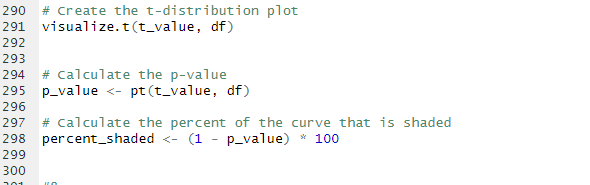 290 # Create the t-distribution plot
291 visualize.t(t_value, df)
292
293
294 # Calculate the p-value
295 p_value <- pt(t_value, df)
296
297 # Calculate the percent of the curve that is shaded
298 percent_shaded <- (1 - p_value) * 100
299
300